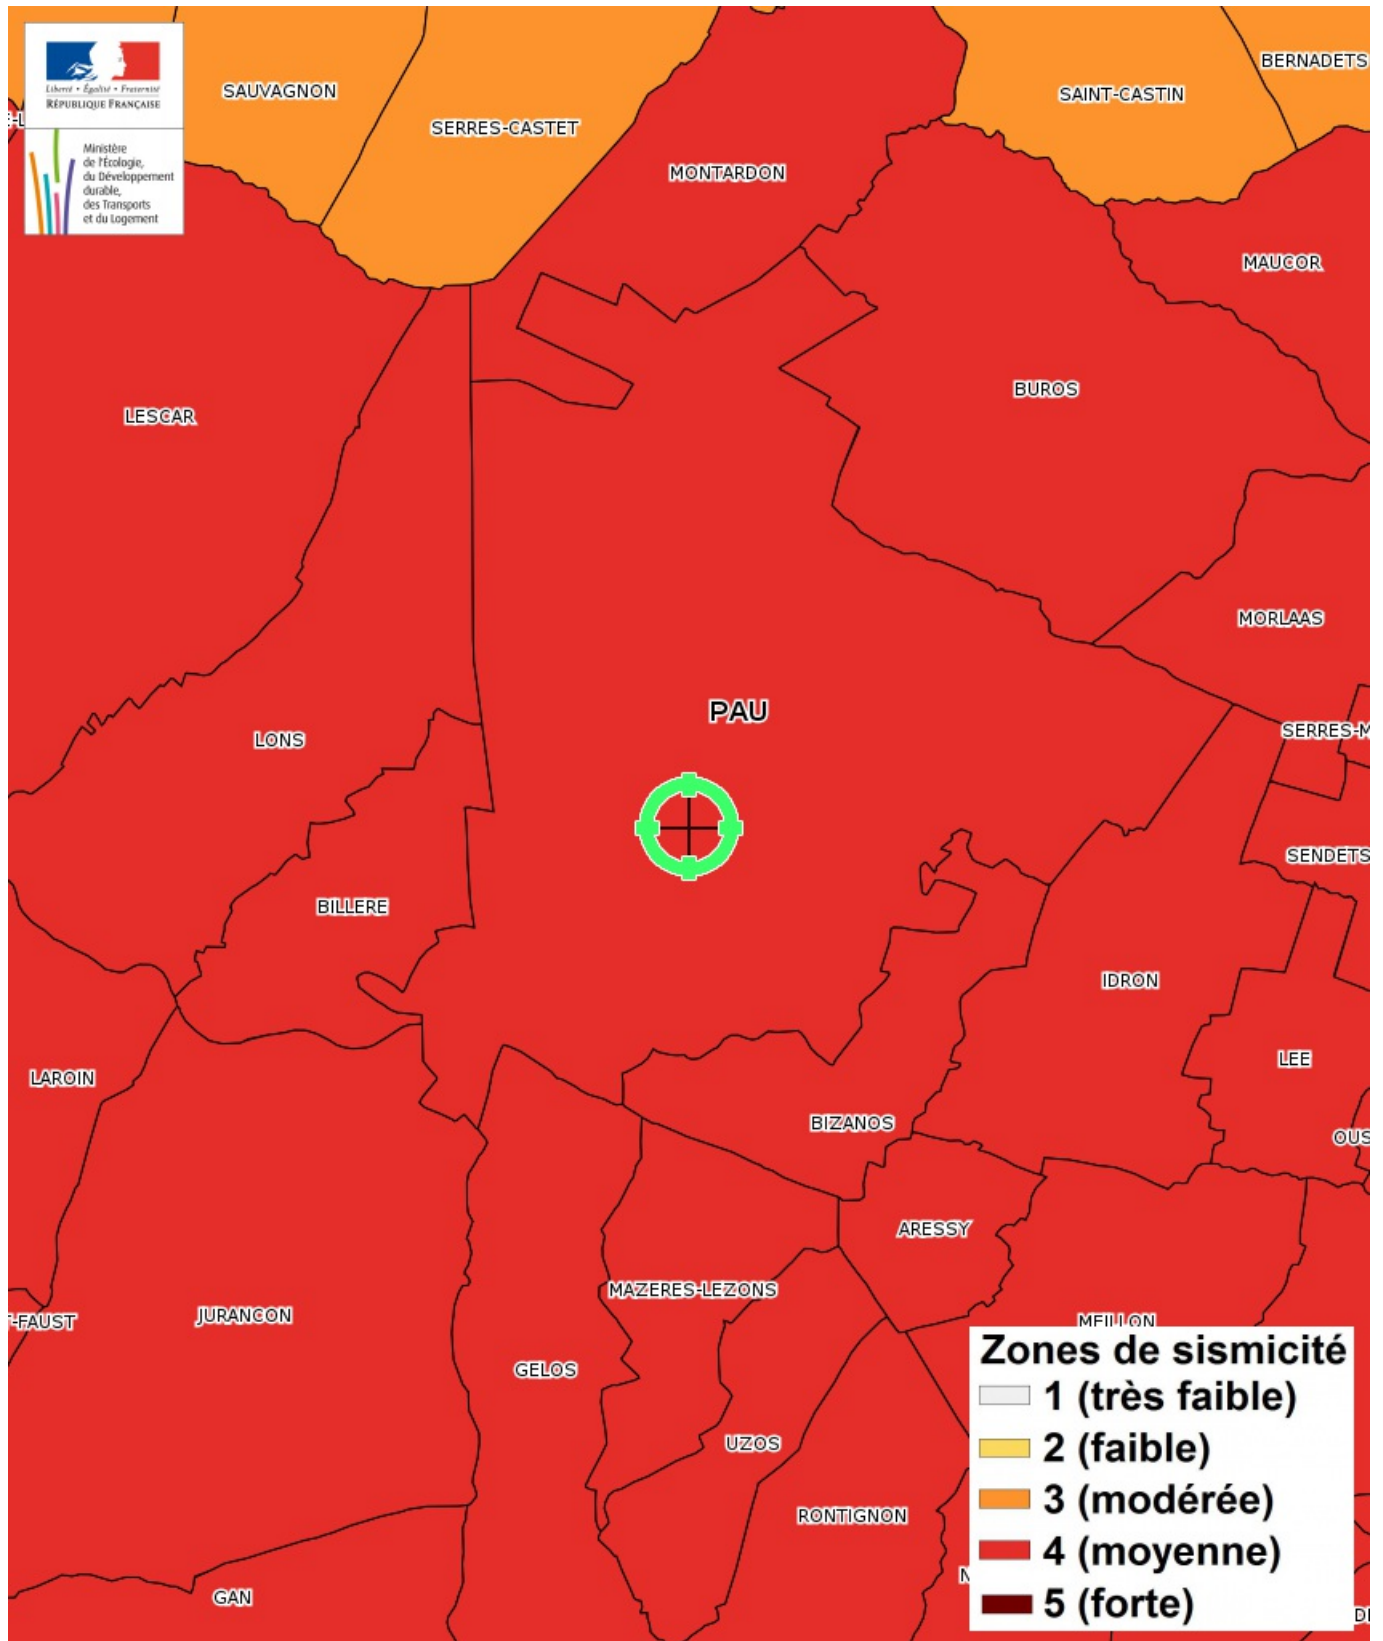 SAUVAGNON
BERNADETS
Liberté • Égalité • Fraternité
RÉPUBLIQUE FRANÇAISE
SERRES-CASTET
SAINT-CASTIN
Ministère
de l'Écologie,
du Développement
durable,
des Transports
et du Logement
MONTARDON
MAUCOR
BUROS
LESCAR
MORLAAS
PAU
SERRES-M
LONS
SENDETS
BILLERE
IDRON
LEE
LAROIN
BIZANOS
OUS
ARESSY
MAZERES-LEZONS
JURANCON
T-FAUST
MEILLON
GELOS
Zones de sismicité
1 (très faible)
2 (faible)
UZOS
3 (modérée)
RONTIGNON
4 (moyenne)
GAN
5 (forte)